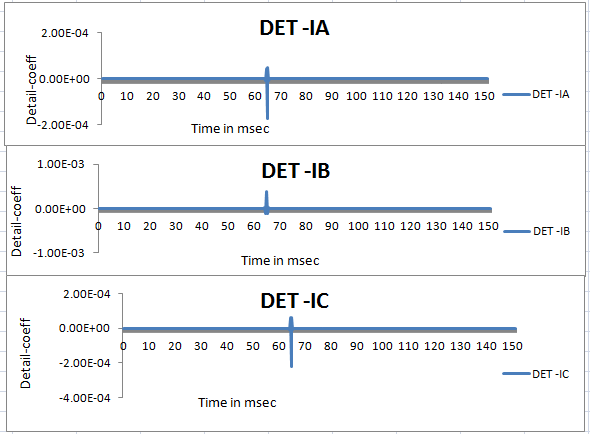 DET -IA
2.00E-04
0.00E+00
-2.00E-04
Detail-coeff
0 10 20 30 40 50 60 70 80 90 100 110 120 130 140 150
Time in msec
DET -IA
DET -IB
1.00E-03
0.00E+00
-1.00E-03
Detail-coeff
0 10 20 30 40 50 60 70 80 90 100 110 120 130 140 150
Time in msec
DET -IB
DET -IC
2.00E-04
0.00E+00
-2.00E-04
-4.00E-04
Detail-coeff
0 10 20 30 40 50 60 70 80 90 100 110 120 130 140 150
Time in msec
DET -IC